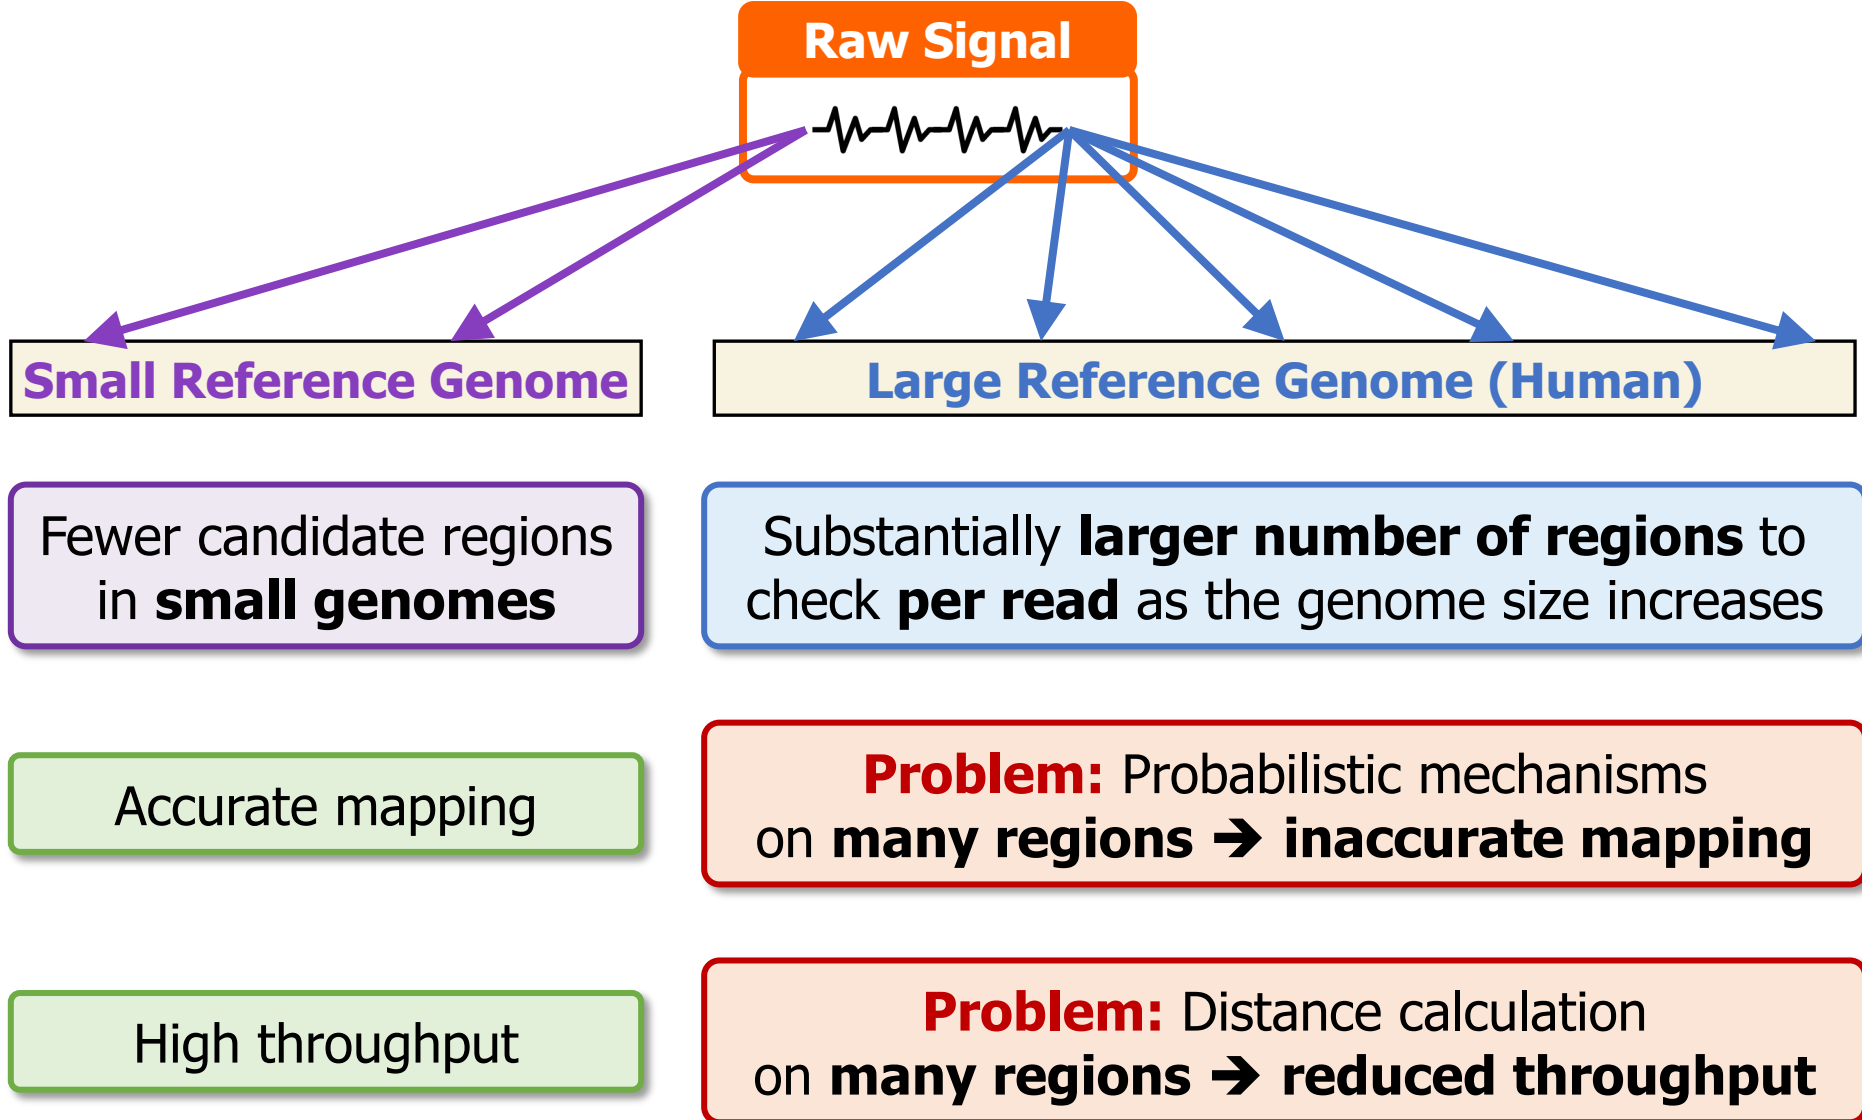 Raw Signal
Small Reference Genome
Large Reference Genome (Human)
Fewer candidate regions
in small genomes
Substantially larger number of regions to
check per read as the genome size increases
Accurate mapping
Problem: Probabilistic mechanisms
on many regions ➔ inaccurate mapping
High throughput
Problem: Distance calculation
on many regions ➔ reduced throughput